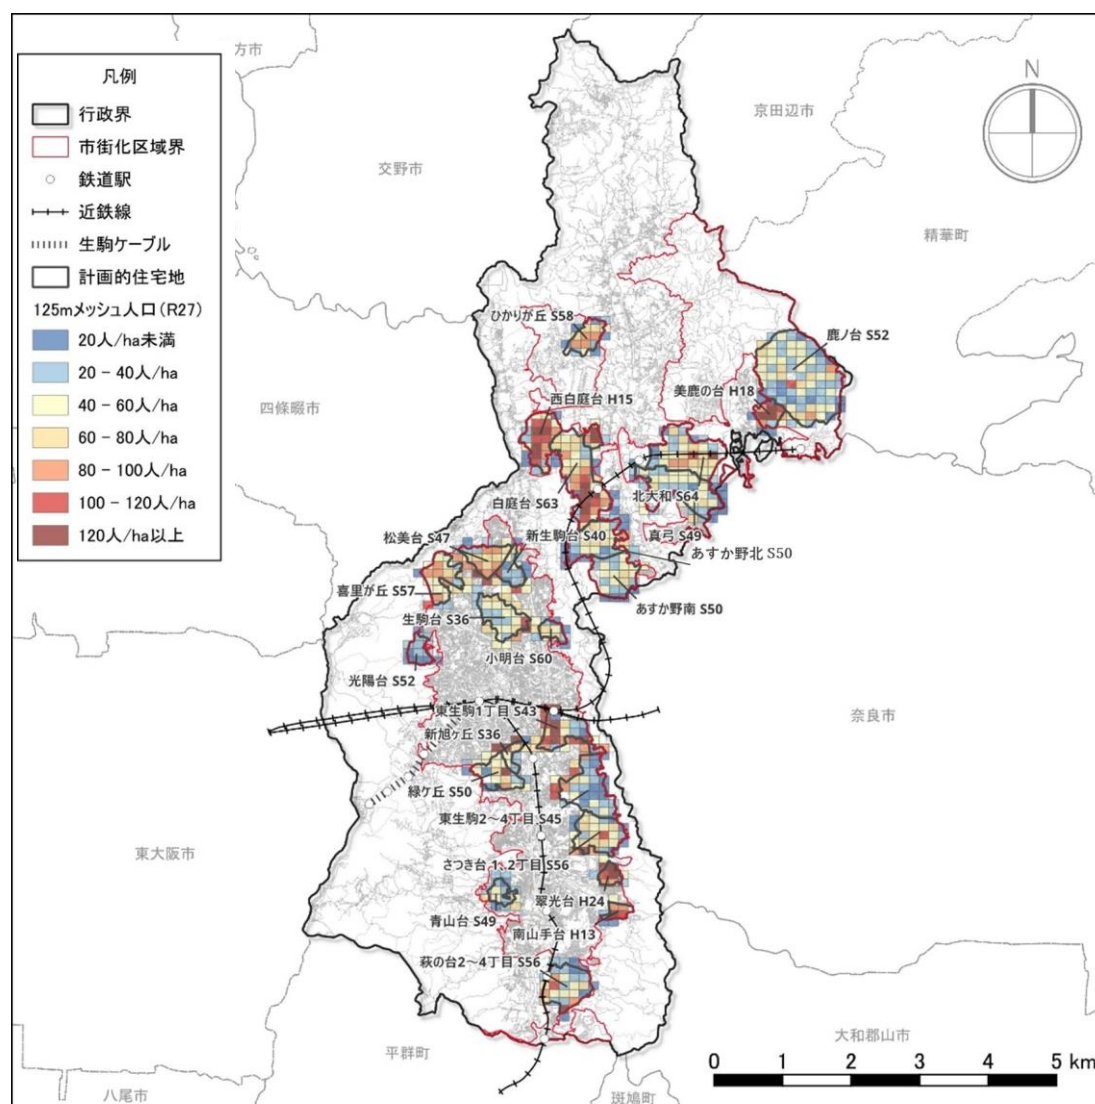 方市
凡例
行政界
市街化区域界
鉄道駅
近鉄線
生駒ケーブル
計画的住宅地
125mメッシュ人口(R27)
20人/ha未満
20 – 40人/ha
40 – 60人/ha
60 – 80人/ha
80 – 100人/ha
100 – 120人/ha
120人/ha以上
N
京田辺市
交野市
精華町
ひかりが丘 S58
鹿ノ台 S52
美鹿の台 H18
西白庭台 H15
四條畷市
白庭台 S63
北大和 S64
松美台 S47
新生駒台 S40
真弓 S49
あすか野北 S50
喜里が丘 S57
あすか野南 S50
生駒台 S36
小明台 S60
光陽台 S52
東生駒1丁目 S43
奈良市
新旭ヶ丘 S36
緑ケ丘 S50
東生駒2～4丁目 S45
東大阪市
さつき台 1、2丁目 S56
翠光台 H24
青山台 S49
南山手台 H13
萩の台2～4丁目 S56
大和郡山市
平群町
0 1 2 3 4 5 km
八尾市
斑鳩町